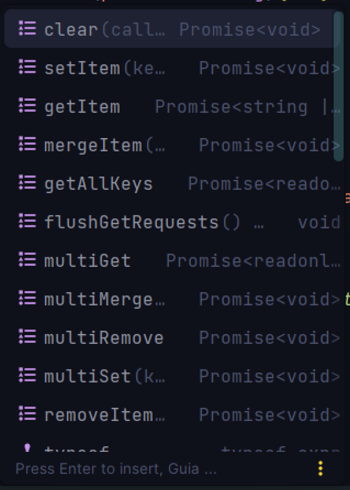 clear(call… Promise<void>
setItem(ke… Promise<void>
getItem Promise<string |…
mergeItem(… Promise<void>
getAllKeys Promise<reado…
flushGetRequests() … void
multiGet Promise<readonl…
multiMerge… Promise<void>
multiRemove Promise<void>
multiSet(k… Promise<void>
removeItem… Promise<void>
Press Enter to insert, Guia ...